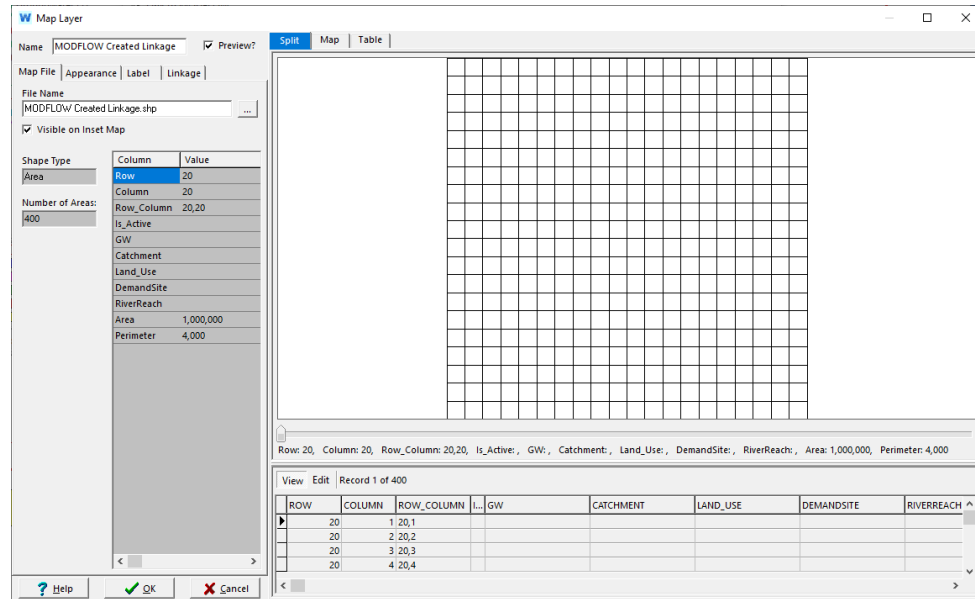 W Map Layer
Name MODFLOW Created Linkage Preview?
Split Map Table
Map File Appearance Label Linkage
File Name
MODFLOW Created Linkage.shp ...
Visible on Inset Map
Shape Type
Area
Number of Areas:
400
Column Value
Row 20
Column 20
Row_Column 20,20
Is_Active
GW
Catchment
Land_Use
DemandSite
RiverReach
Area 1,000,000
Perimeter 4,000
Row: 20, Column: 20, Row_Column: 20,20, Is_Active: , GW: , Catchment: , Land_Use: , DemandSite: , RiverReach: , Area: 1,000,000, Perimeter: 4,000
View Edit Record 1 of 400
ROW COLUMN ROW_COLUMN I... GW CATCHMENT LAND_USE DEMANDSITE RIVERREACH
20 1 20,1
20 2 20,2
20 3 20,3
20 4 20,4
? Help OK Cancel